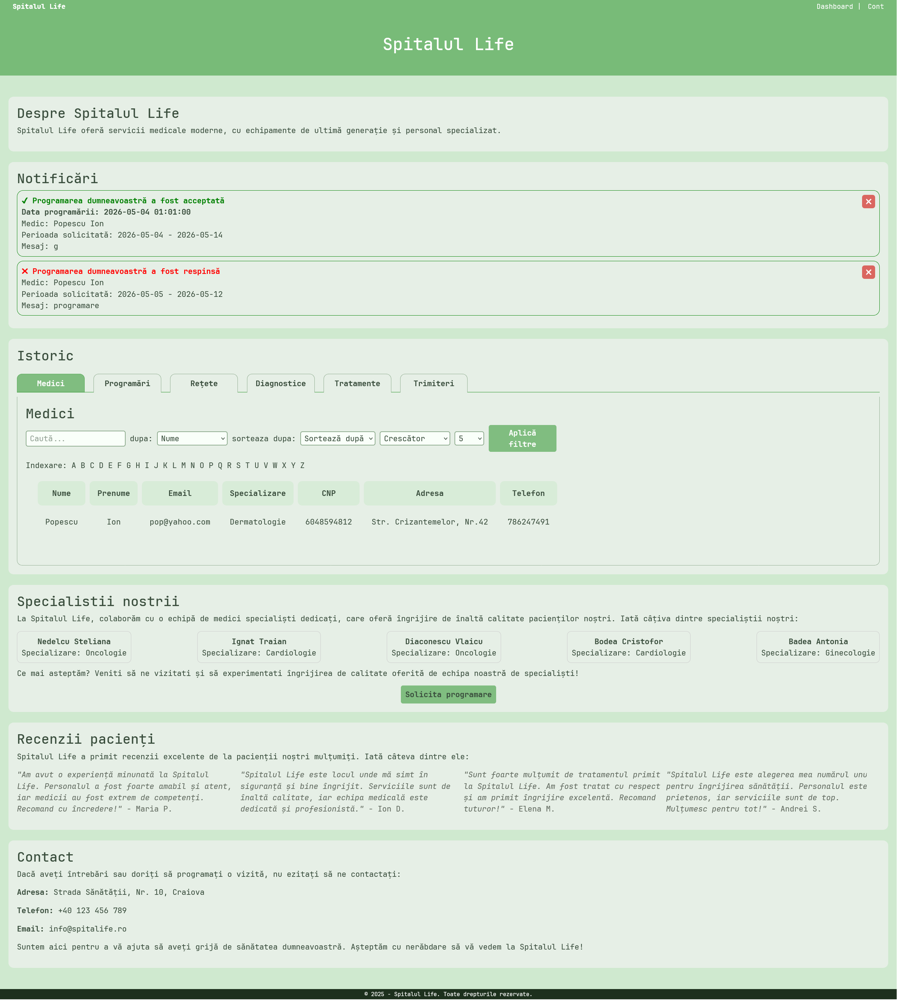 Spitalul Life
Dashboard | Cont
Spitalul Life
Despre Spitalul Life
Spitalul Life oferă servicii medicale moderne, cu echipamente de ultimă generație și personal specializat.
Notificări
✔ Programarea dumneavoastră a fost acceptată
Data programării: 2026-05-04 01:01:00
Medic: Popescu Ion
Perioada solicitată: 2026-05-04 - 2026-05-14
Mesaj: g
❌ Programarea dumneavoastră a fost respinsă
Medic: Popescu Ion
Perioada solicitată: 2026-05-05 - 2026-05-12
Mesaj: programare
Istoric
Medici Programări Rețete Diagnostice Tratamente Trimiteri
Medici
Caută... dupa: Nume sorteaza dupa: Sortează după Crescător 5 Aplică
filtre
Indexare: A B C D E F G H I J K L M N O P Q R S T U V W X Y Z
Nume Prenume Email Specializare CNP Adresa Telefon
Popescu Ion pop@yahoo.com Dermatologie 6048594812 Str. Crizantemelor, Nr.42 786247491
Specialistii nostrii
La Spitalul Life, colaborăm cu o echipă de medici specialiști dedicați, care oferă îngrijire de înaltă calitate pacienților noștri. Iată câțiva dintre specialiștii noștri:
Nedelcu Steliana
Specializare: Oncologie
Ignat Traian
Specializare: Cardiologie
Diaconescu Vlaicu
Specializare: Oncologie
Bodea Cristofor
Specializare: Cardiologie
Badea Antonia
Specializare: Ginecologie
Ce mai asteptăm? Veniti să ne vizitati și să experimentati îngrijirea de calitate oferită de echipa noastră de specialiști!
Solicita programare
Recenzii pacienți
Spitalul Life a primit recenzii excelente de la pacienții noștri mulțumiți. Iată câteva dintre ele:
"Am avut o experiență minunată la Spitalul
Life. Personalul a fost foarte amabil și atent,
iar medicii au fost extrem de competenți.
Recomand cu încredere!" - Maria P.
"Spitalul Life este locul unde mă simt în
siguranță și bine îngrijit. Serviciile sunt de
înaltă calitate, iar echipa medicală este
dedicată și profesionistă." - Ion D.
"Sunt foarte mulțumit de tratamentul primit
la Spitalul Life. Am fost tratat cu respect
și am primit îngrijire excelentă. Recomand
tuturor!" - Elena M.
"Spitalul Life este alegerea mea numărul unu
pentru îngrijirea sănătății. Personalul este
prietenos, iar serviciile sunt de top.
Mulțumesc pentru tot!" - Andrei S.
Contact
Dacă aveți întrebări sau doriți să programați o vizită, nu ezitați să ne contactați:
Adresa: Strada Sănătății, Nr. 10, Craiova
Telefon: +40 123 456 789
Email: info@spitalife.ro
Suntem aici pentru a vă ajuta să aveți grijă de sănătatea dumneavoastră. Așteptăm cu nerăbdare să vă vedem la Spitalul Life!
© 2025 - Spitalul Life. Toate drepturile rezervate.